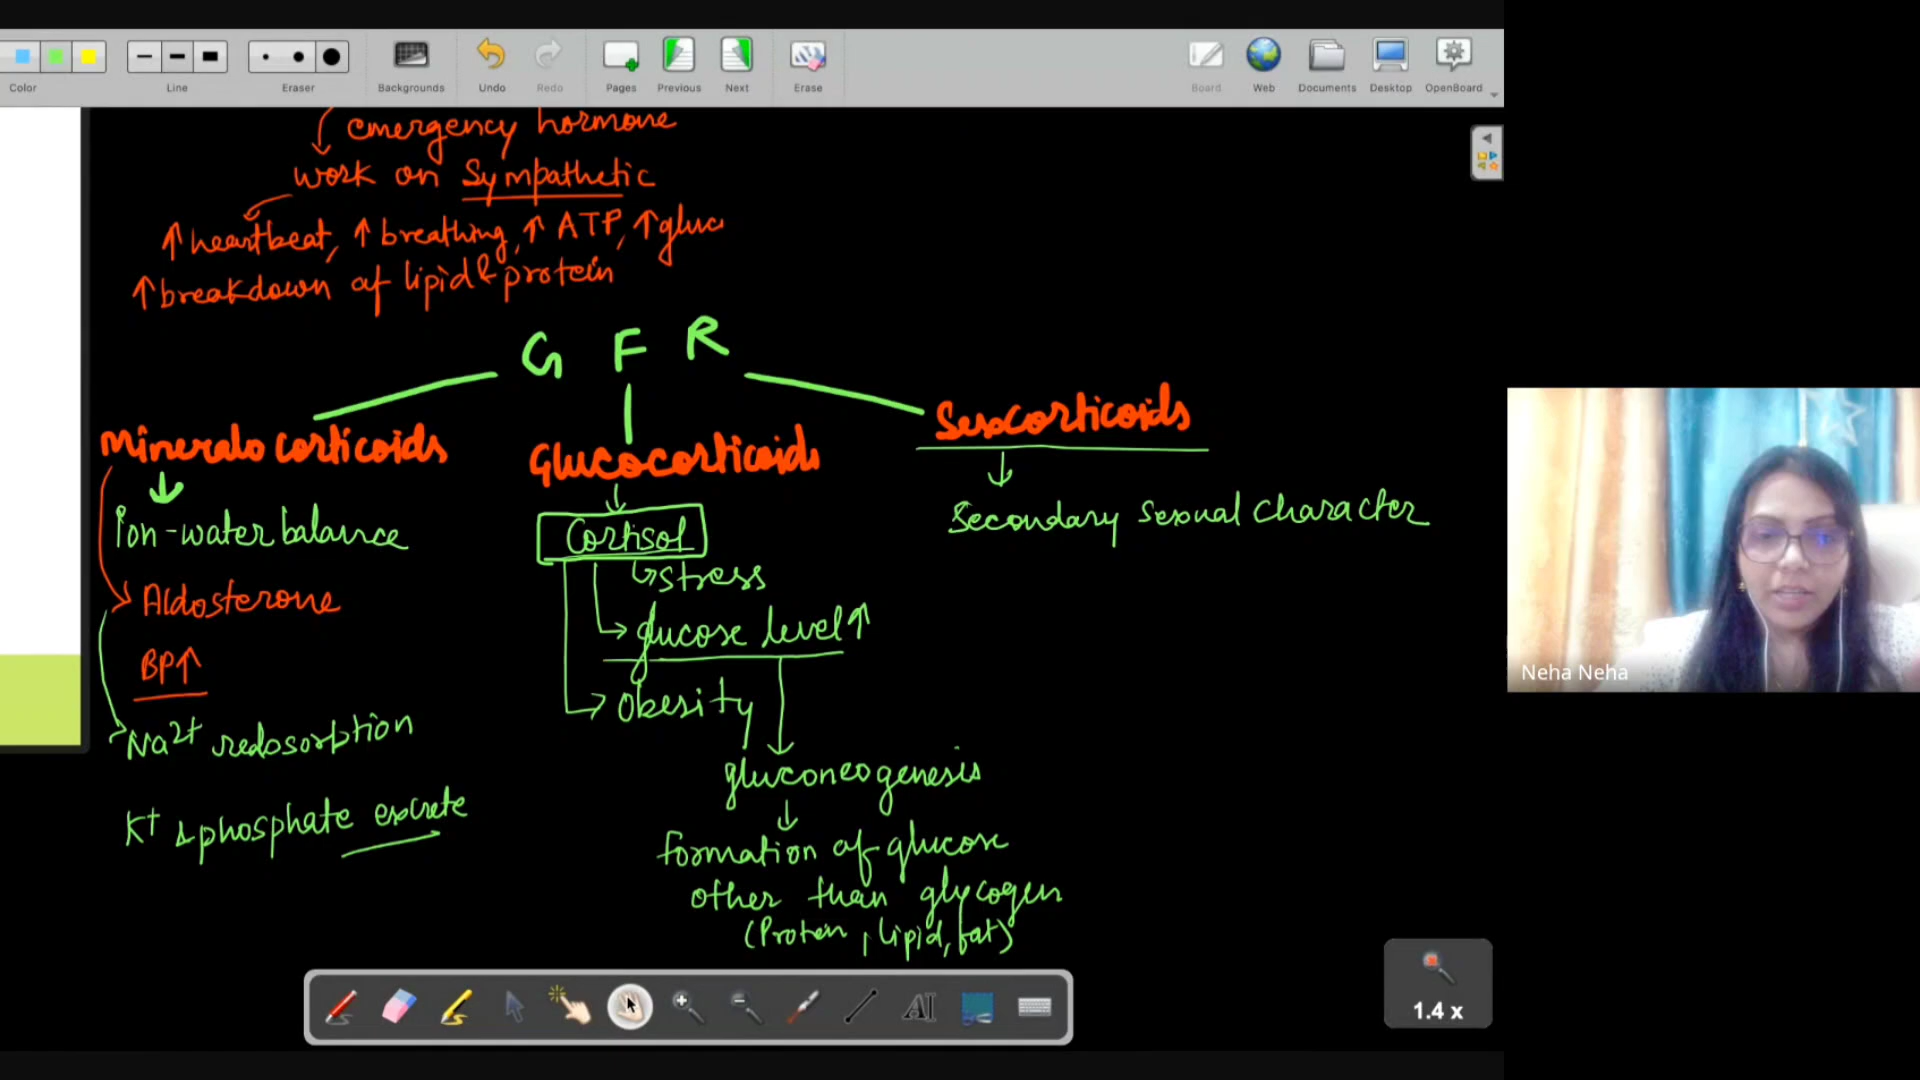 Color
Line
Eraser
Backgrounds
Undo
Redo
Pages
Previous
Next
Erase
Board
Web
Documents
Desktop
OpenBoard
emergency hormone
work on Sympathetic
↑heartbeat, ↑breathing, ↑ ATP, ↑gluc
↑breakdown of lipid & protein
G F R
Mineralo corticoids
Ion-water balance
Aldosterone
BP↑
Na2+ redosorbtion
K+ & phosphate excrete
Glucocorticoids
Cortisol
stress
glucose level↑
Obesity
gluconeogenesis
formation of glucose
other than glycogen
(Protein, lipid, fat)
Sexcorticoids
Secondary Sexual Character
Neha Neha
AI
1.4 x